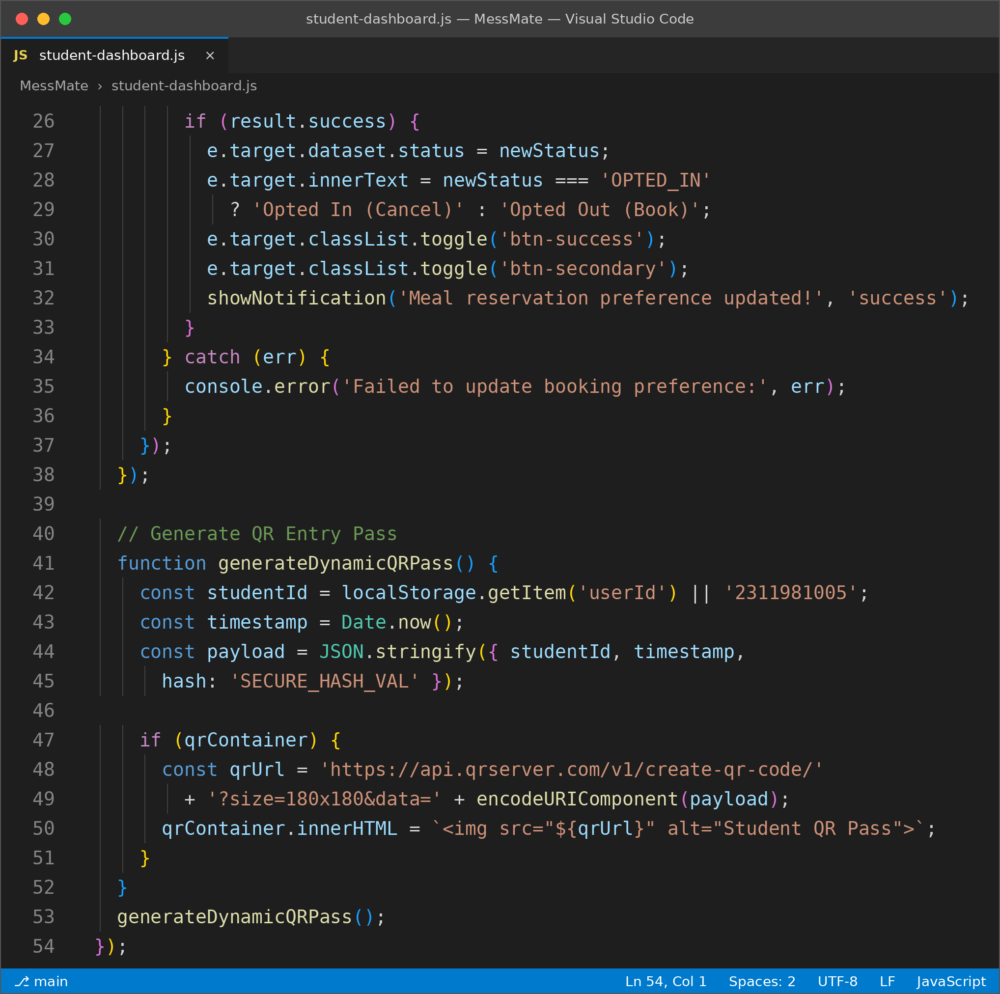 student-dashboard.js — MessMate — Visual Studio Code
JS student-dashboard.js ×
MessMate › student-dashboard.js
26 if (result.success) {
27 e.target.dataset.status = newStatus;
28 e.target.innerText = newStatus === 'OPTED_IN'
29 ? 'Opted In (Cancel)' : 'Opted Out (Book)';
30 e.target.classList.toggle('btn-success');
31 e.target.classList.toggle('btn-secondary');
32 showNotification('Meal reservation preference updated!', 'success');
33 }
34 } catch (err) {
35 console.error('Failed to update booking preference:', err);
36 }
37 });
38 });
39
40 // Generate QR Entry Pass
41 function generateDynamicQRPass() {
42 const studentId = localStorage.getItem('userId') || '2311981005';
43 const timestamp = Date.now();
44 const payload = JSON.stringify({ studentId, timestamp,
45 hash: 'SECURE_HASH_VAL' });
46
47 if (qrContainer) {
48 const qrUrl = 'https://api.qrserver.com/v1/create-qr-code/'
49 + '?size=180x180&data=' + encodeURIComponent(payload);
50 qrContainer.innerHTML = `<img src="${qrUrl}" alt="Student QR Pass">`;
51 }
52 }
53 generateDynamicQRPass();
54 });
⎇ main Ln 54, Col 1 Spaces: 2 UTF-8 LF JavaScript